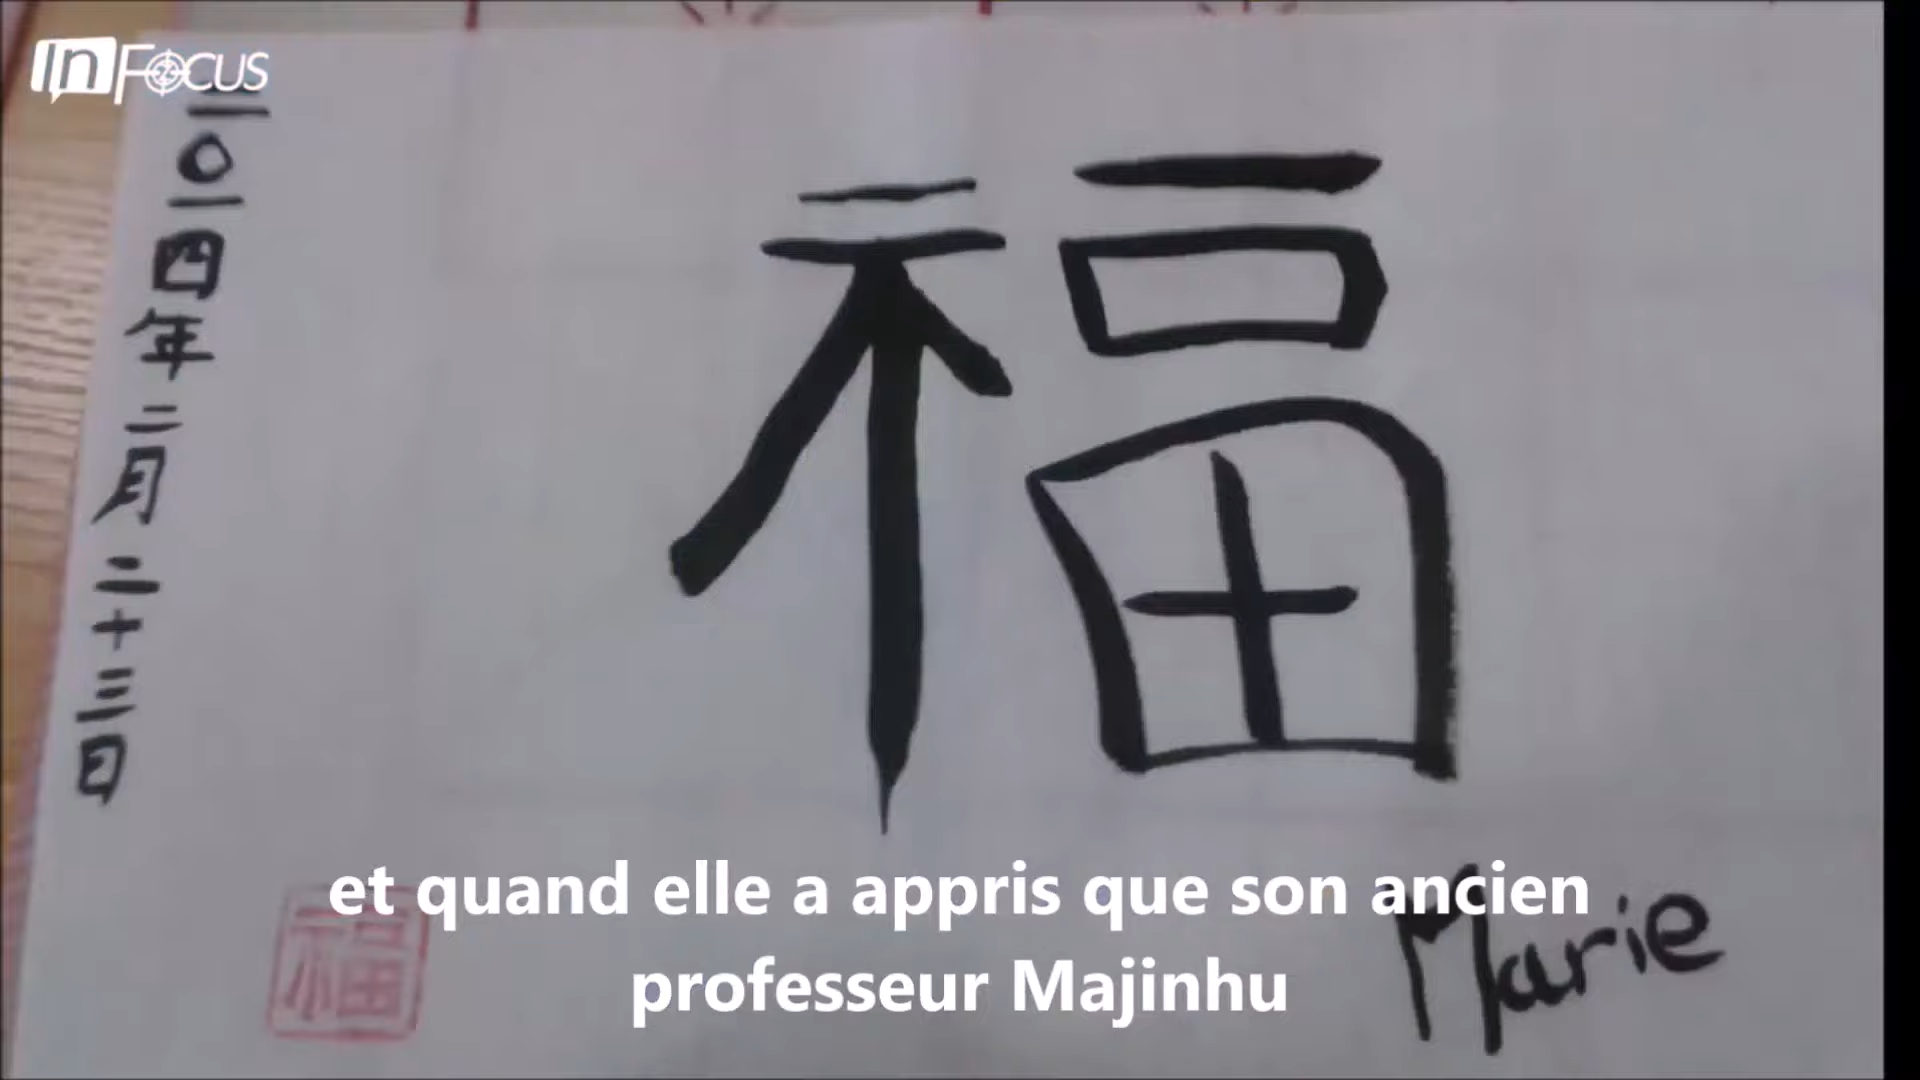 InFocus
二〇一四年二月二十三日
福
福
Marie
et quand elle a appris que son ancien
professeur Majinhu